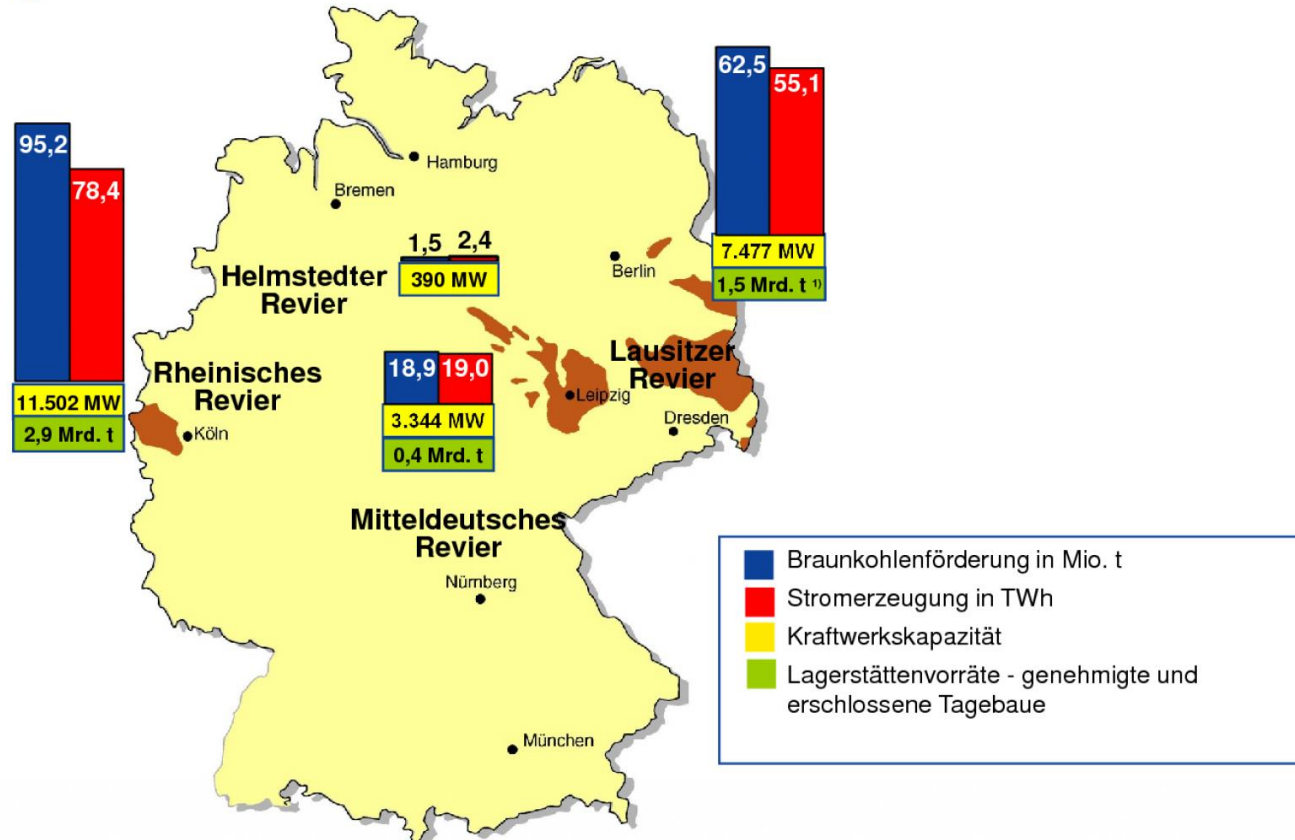 62,5
55,1
7.477 MW
1,5 Mrd. t ¹⁾
95,2
78,4
11.502 MW
2,9 Mrd. t
Hamburg
Bremen
1,5 2,4
390 MW
Berlin
Helmstedter
Revier
Rheinisches
Revier
18,9 19,0
3.344 MW
0,4 Mrd. t
Lausitzer
Revier
Leipzig
Dresden
Köln
Mitteldeutsches
Revier
Nürnberg
München
Braunkohlenförderung in Mio. t
Stromerzeugung in TWh
Kraftwerkskapazität
Lagerstättenvorräte - genehmigte und
erschlossene Tagebaue